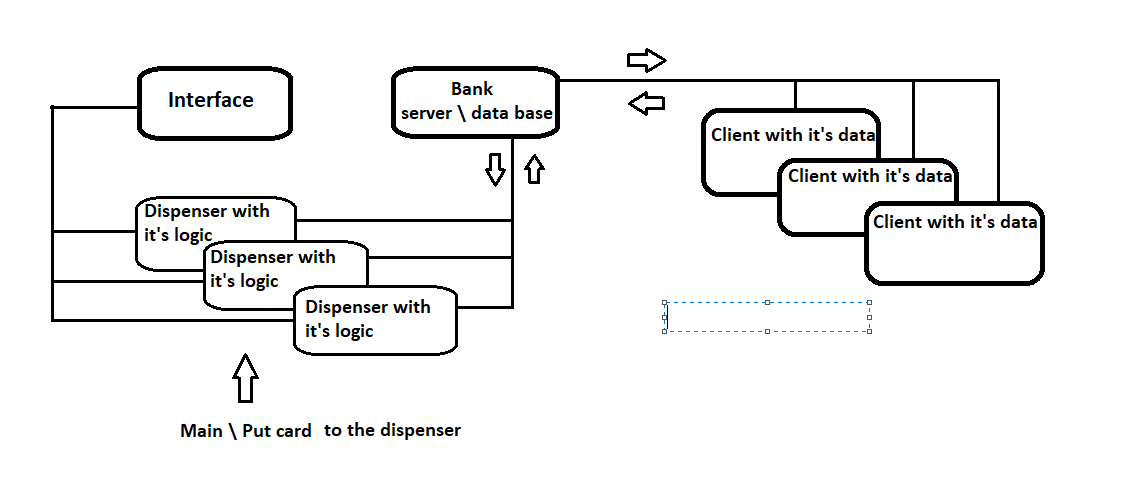 Interface
Bank
server \ data base
Client with it's data
Client with it's data
Client with it's data
Dispenser with
it's logic
Dispenser with
it's logic
Dispenser with
it's logic
Main \ Put card to the dispenser